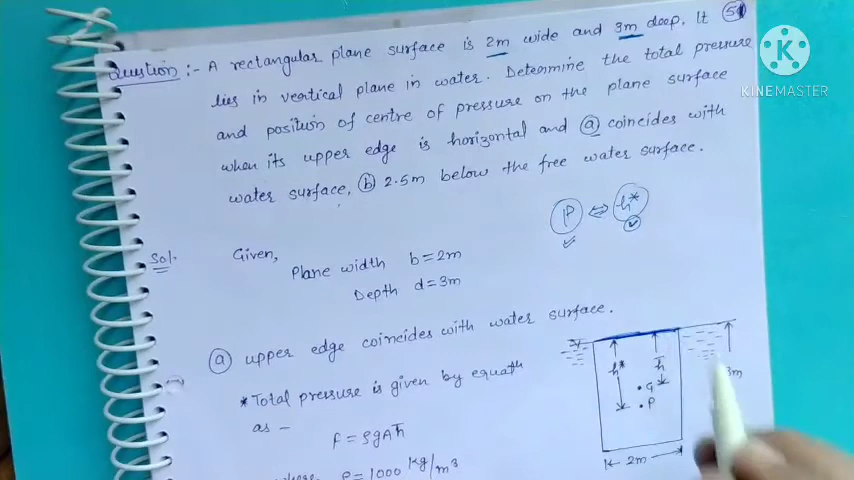 Question :- A rectangular plane surface is 2m wide and 3m deep. It
lies in vertical plane in water. Determine the total pressure
and position of centre of pressure on the plane surface
when its upper edge is horizontal and (a) coincides with
water surface, (b) 2.5m below the free water surface.
51
KINEMASTER
P ⇔ h*
Sol.
Given,
Plane width b = 2m
Depth d = 3m
(a) upper edge coincides with water surface.
* Total pressure is given by equatn
as -
F = ρgAh̄
ρ = 1000 kg/m³
h*
h̄
G
P
3m
2m